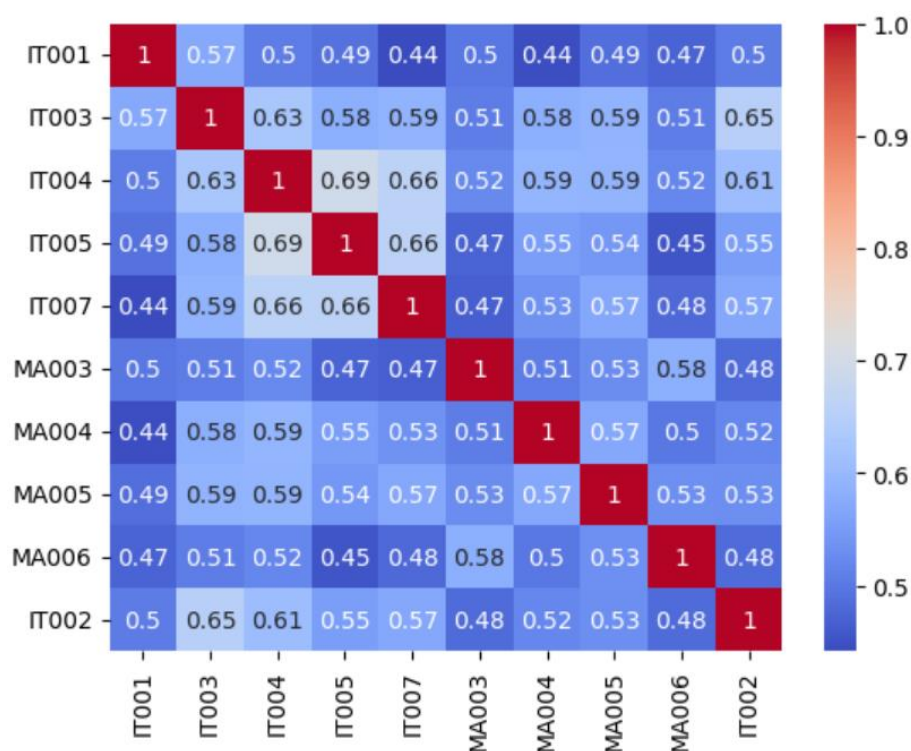 IT001 1 0.57 0.5 0.49 0.44 0.5 0.44 0.49 0.47 0.5
IT003 0.57 1 0.63 0.58 0.59 0.51 0.58 0.59 0.51 0.65
IT004 0.5 0.63 1 0.69 0.66 0.52 0.59 0.59 0.52 0.61
IT005 0.49 0.58 0.69 1 0.66 0.47 0.55 0.54 0.45 0.55
IT007 0.44 0.59 0.66 0.66 1 0.47 0.53 0.57 0.48 0.57
MA003 0.5 0.51 0.52 0.47 0.47 1 0.51 0.53 0.58 0.48
MA004 0.44 0.58 0.59 0.55 0.53 0.51 1 0.57 0.5 0.52
MA005 0.49 0.59 0.59 0.54 0.57 0.53 0.57 1 0.53 0.53
MA006 0.47 0.51 0.52 0.45 0.48 0.58 0.5 0.53 1 0.48
IT002 0.5 0.65 0.61 0.55 0.57 0.48 0.52 0.53 0.48 1
IT001 IT003 IT004 IT005 IT007 MA003 MA004 MA005 MA006 IT002
1.0
0.9
0.8
0.7
0.6
0.5